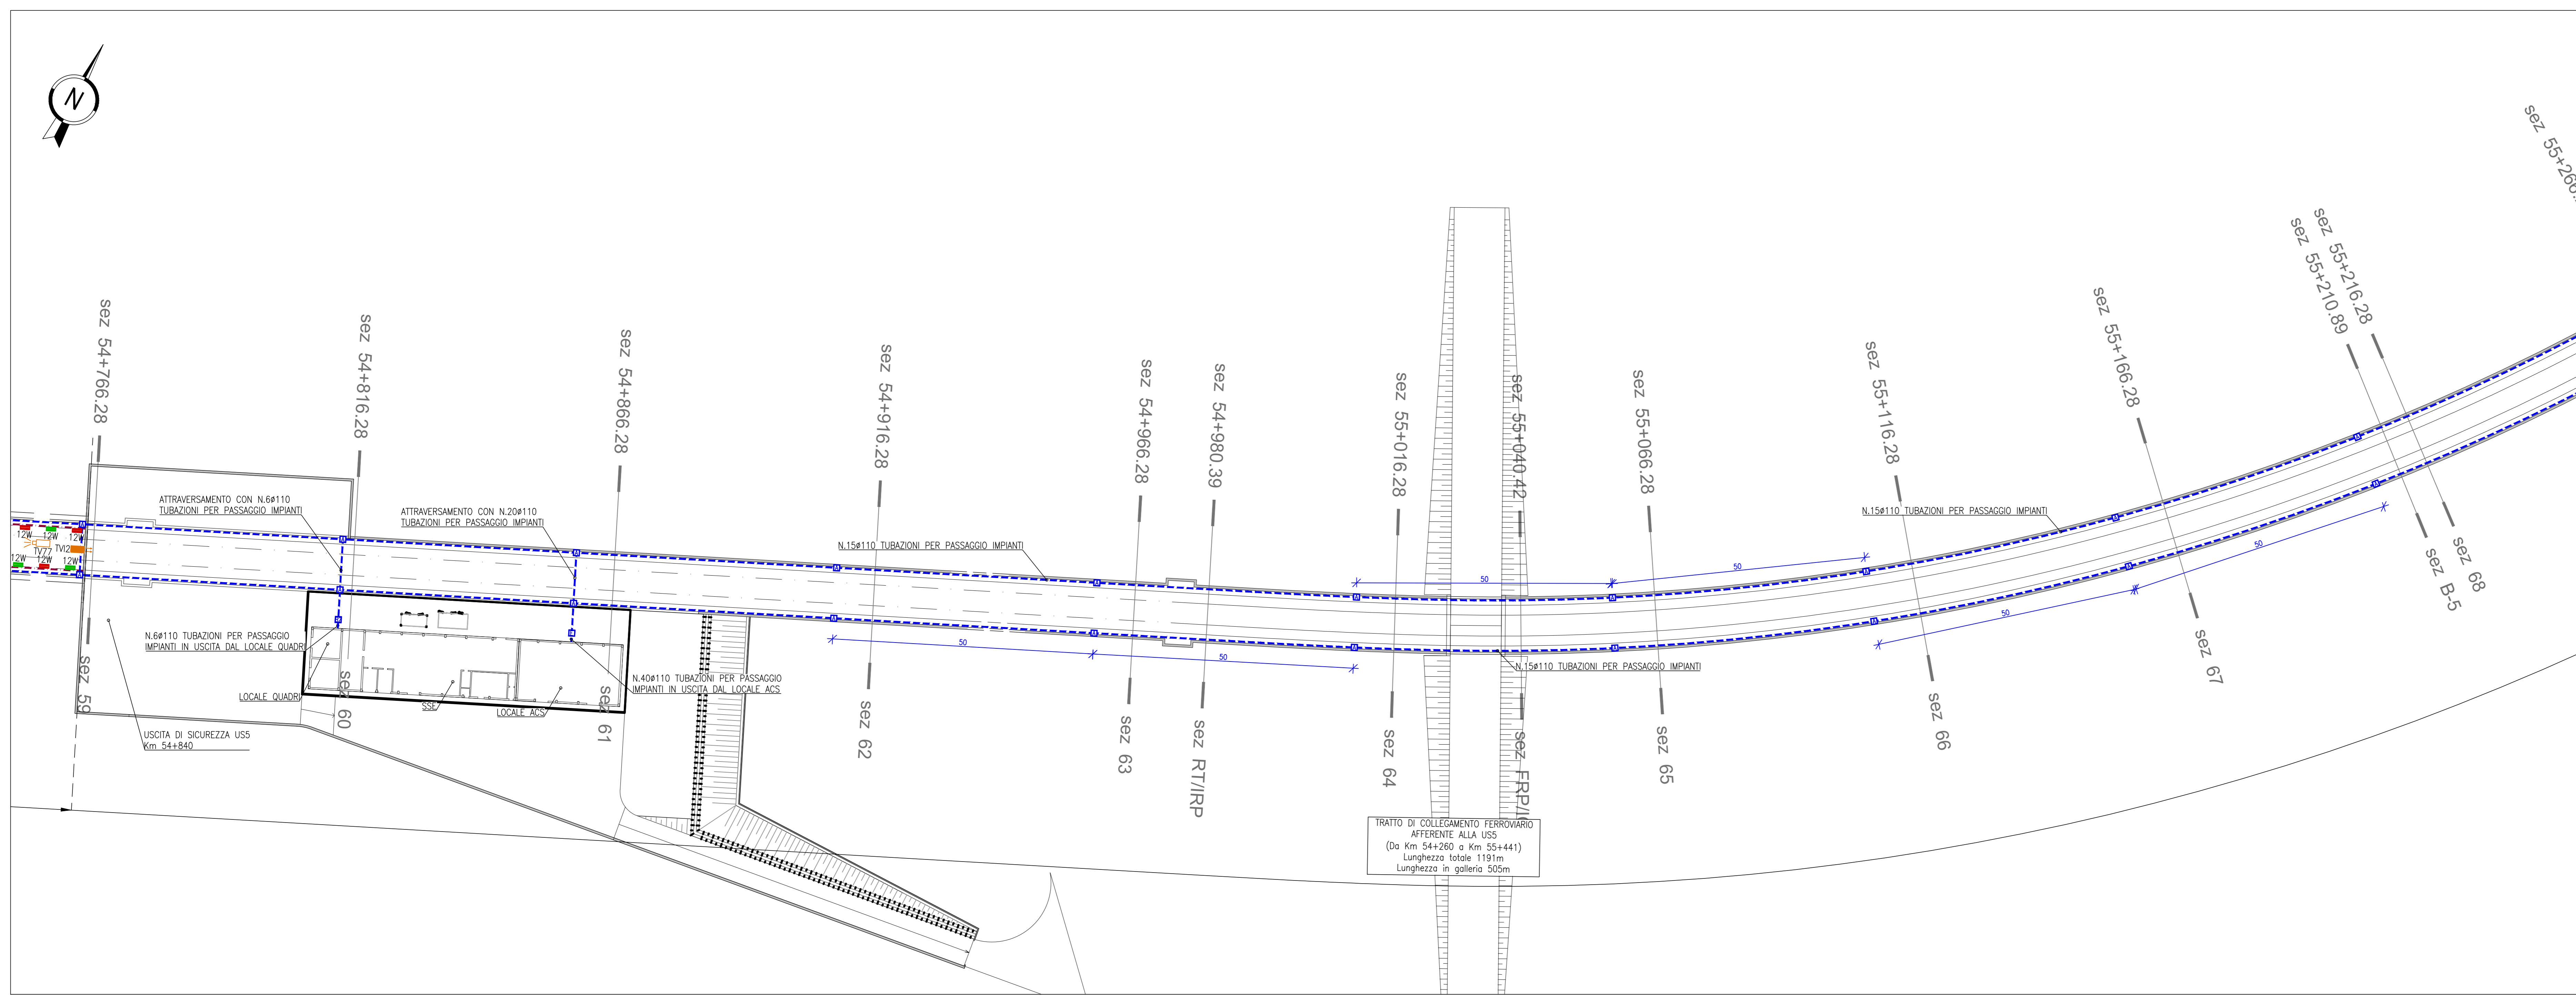 N
sez 54+766.28
sez 54+816.28
sez 54+866.28
sez 54+916.28
sez 54+966.28
sez 54+980.39
sez 55+016.28
sez 55+040.42
sez 55+066.28
sez 55+116.28
sez 55+166.28
sez 55+210.89
sez 55+216.28
sez 55+266.
ATTRAVERSAMENTO CON N.6ø110
TUBAZIONI PER PASSAGGIO IMPIANTI
ATTRAVERSAMENTO CON N.20ø110
TUBAZIONI PER PASSAGGIO IMPIANTI
N.15ø110 TUBAZIONI PER PASSAGGIO IMPIANTI
N.15ø110 TUBAZIONI PER PASSAGGIO IMPIANTI
12W
12W
12W
TV77
TVI2
12W
12W
12W
50
50
50
50
50
50
N.6ø110 TUBAZIONI PER PASSAGGIO
IMPIANTI IN USCITA DAL LOCALE QUADRI
N.40ø110 TUBAZIONI PER PASSAGGIO
IMPIANTI IN USCITA DAL LOCALE ACS
N.15ø110 TUBAZIONI PER PASSAGGIO IMPIANTI
LOCALE QUADRI
SSE
LOCALE ACS
USCITA DI SICUREZZA US5
Km 54+840
sez 59
sez 60
sez 61
sez 62
sez 63
sez RT/IRP
sez 64
sez FRP/I
sez 65
sez 66
sez 67
sez B-5
sez 68
TRATTO DI COLLEGAMENTO FERROVIARIO
AFFERENTE ALLA US5
(Da Km 54+260 a Km 55+441)
Lunghezza totale 1191m
Lunghezza in galleria 505m